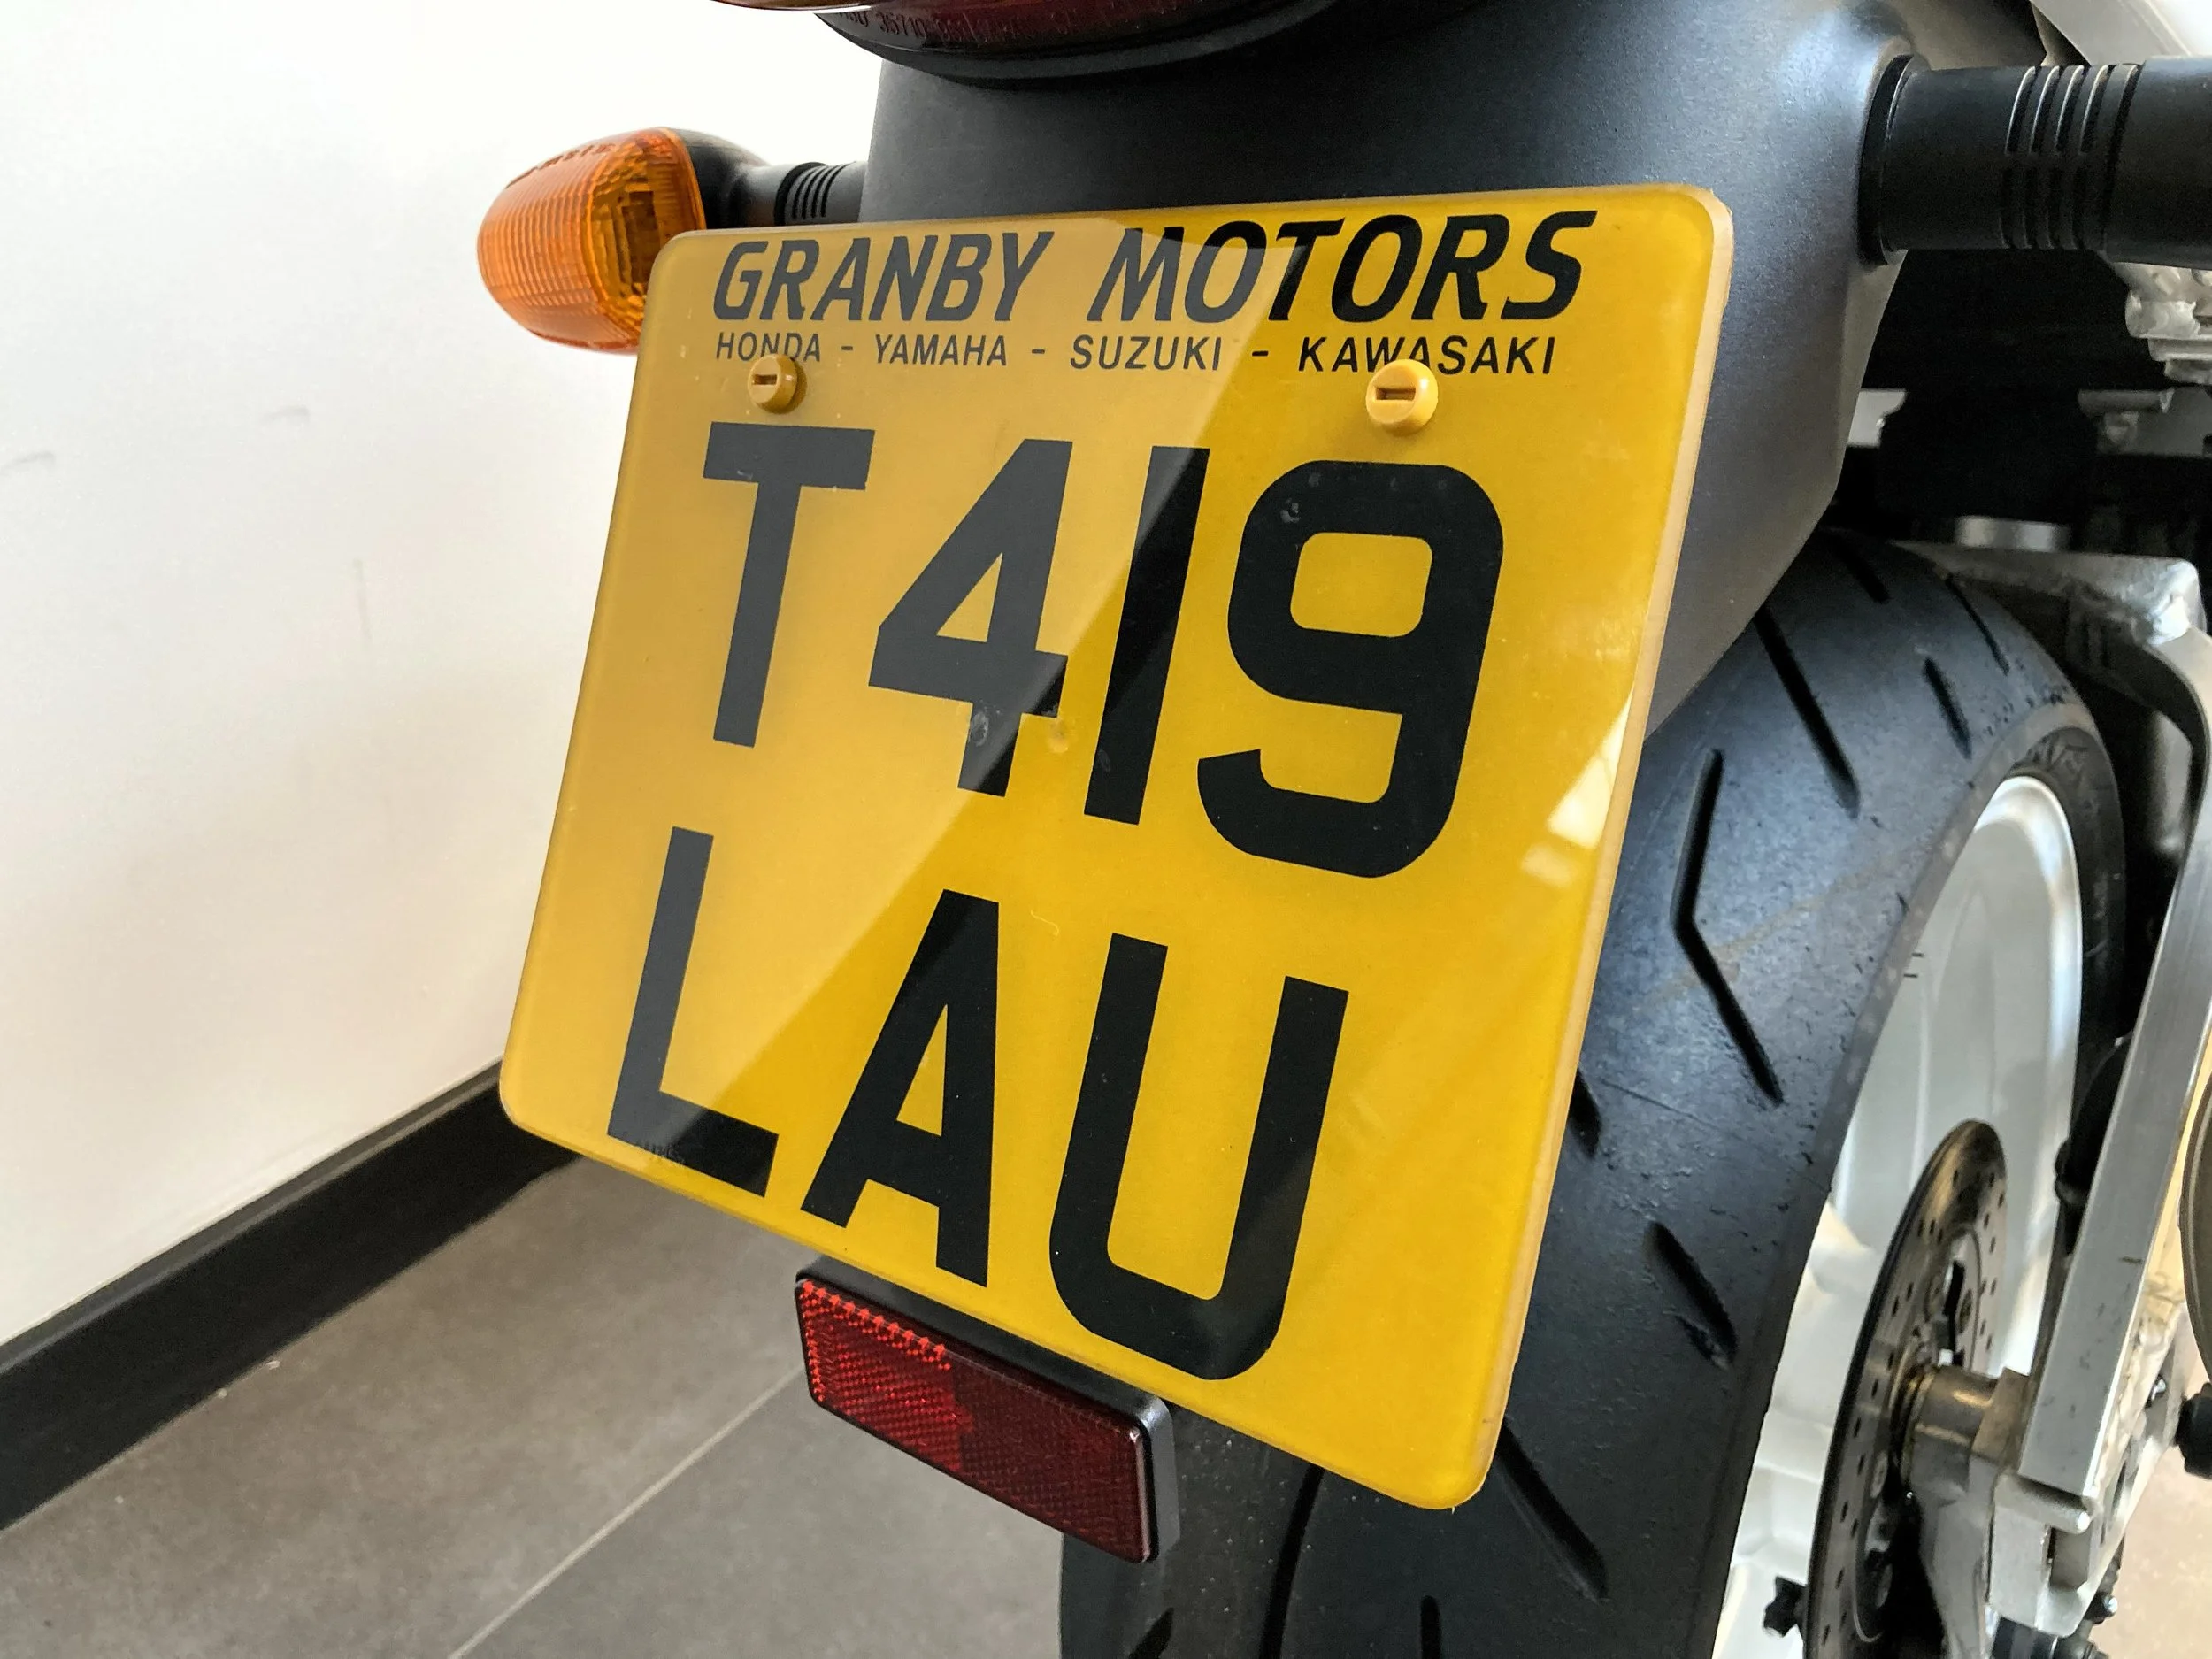 GRANBY MOTORS
HONDA - YAMAHA - SUZUKI - KAWASAKI
T419
LAU